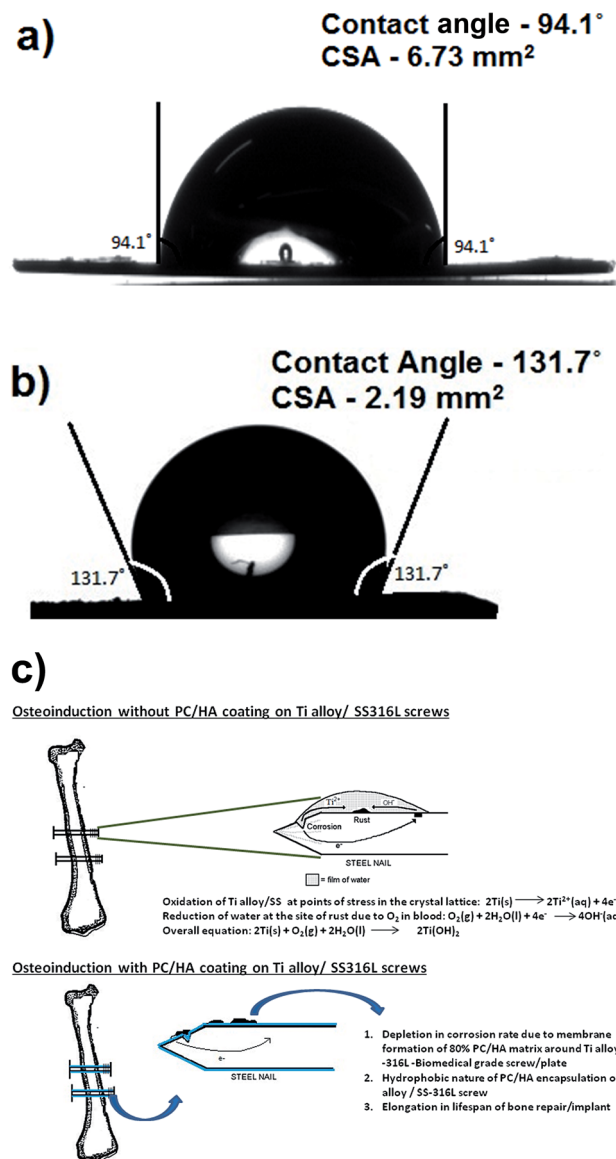 a)
Contact angle - 94.1°
CSA - 6.73 mm²
94.1°
94.1°
b)
Contact Angle - 131.7°
CSA - 2.19 mm²
131.7°
131.7°
c)
Osteoinduction without PC/HA coating on Ti alloy/ SS316L screws
Ti²⁺
OH⁻
Corrosion
Rust
e⁻
STEEL NAIL
= film of water
Oxidation of Ti alloy/SS at points of stress in the crystal lattice: 2Ti(s) ⟶ 2Ti²⁺(aq) + 4e⁻
Reduction of water at the site of rust due to O₂ in blood: O₂(g) + 2H₂O(l) + 4e⁻ ⟶ 4OH⁻(aq
Overall equation: 2Ti(s) + O₂(g) + 2H₂O(l) ⟶ 2Ti(OH)₂
Osteoinduction with PC/HA coating on Ti alloy/ SS316L screws
e-
STEEL NAIL
1. Depletion in corrosion rate due to membrane
formation of 80% PC/HA matrix around Ti alloy
-316L -Biomedical grade screw/plate
2. Hydrophobic nature of PC/HA encapsulation o
alloy / SS-316L screw
3. Elongation in lifespan of bone repair/implant